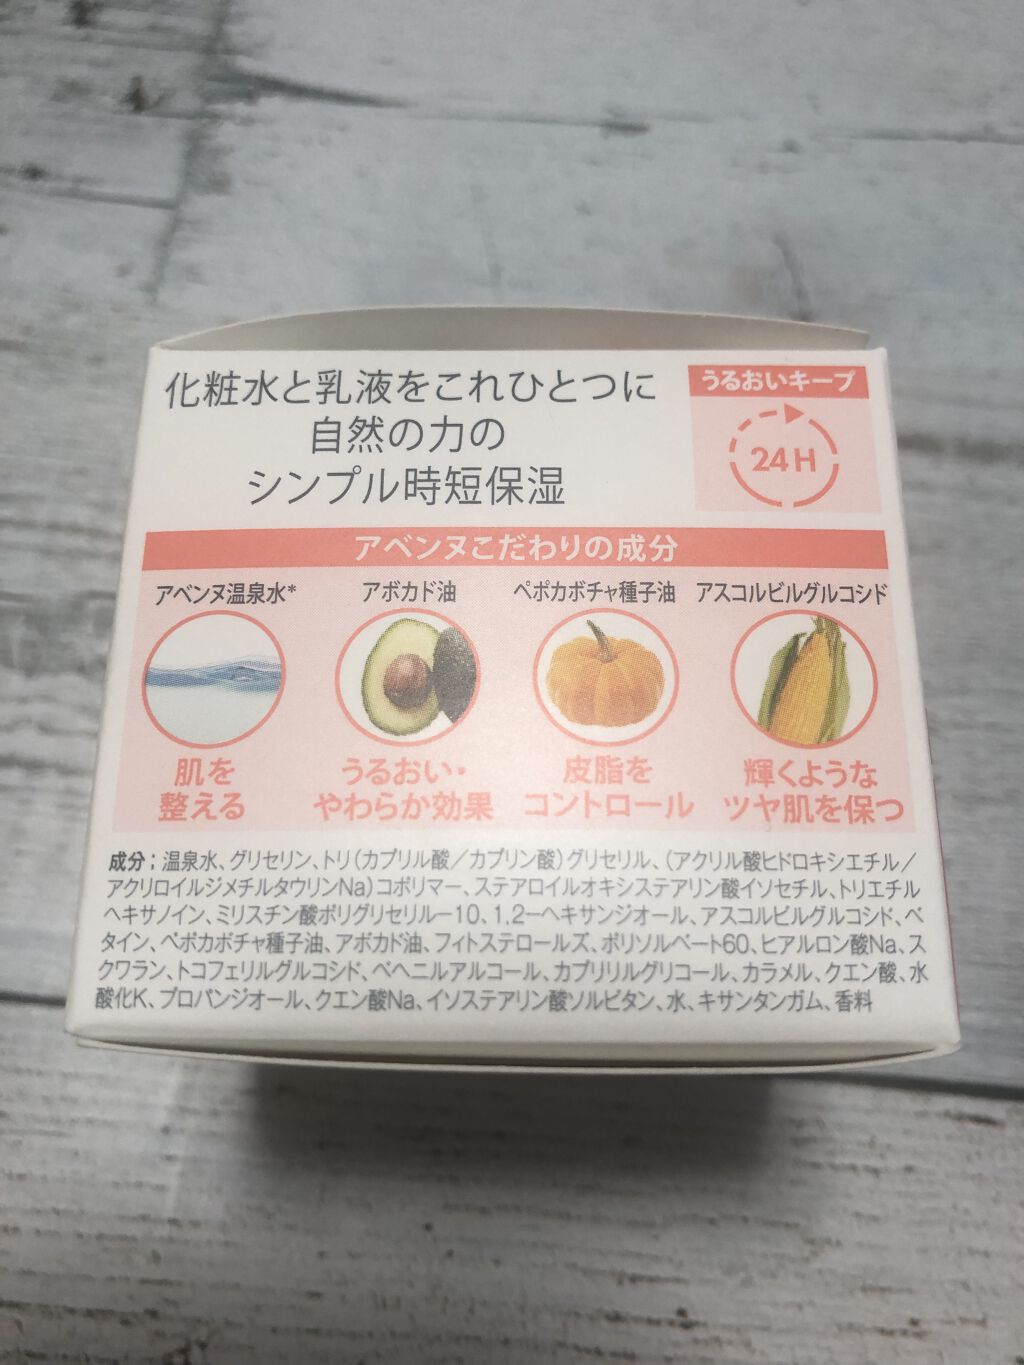 化粧水と乳液をこれひとつに
自然の力の
シンプル時短保湿
うるおいキープ
24H
アベンヌこだわりの成分
アベンヌ温泉水*
アボカド油
ペポカボチャ種子油
アスコルビルグルコシド
肌を
整える
うるおい・
やわらか効果
皮脂を
コントロール
輝くような
ツヤ肌を保つ
成分；温泉水、グリセリン、トリ（カプリル酸／カプリン酸）グリセリル、（アクリル酸ヒドロキシエチル／
アクリロイルジメチルタウリンNa）コポリマー、ステアロイルオキシステアリン酸イソセチル、トリエチル
ヘキサノイン、ミリスチン酸ポリグリセリル－10、1,2－ヘキサンジオール、アスコルビルグルコシド、ベ
タイン、ペポカボチャ種子油、アボカド油、フィトステロールズ、ポリソルベート60、ヒアルロン酸Na、ス
クワラン、トコフェリルグルコシド、ベヘニルアルコール、カプリリルグリコール、カラメル、クエン酸、水
酸化K、プロパンジオール、クエン酸Na、イソステアリン酸ソルビタン、水、キサンタンガム、香料